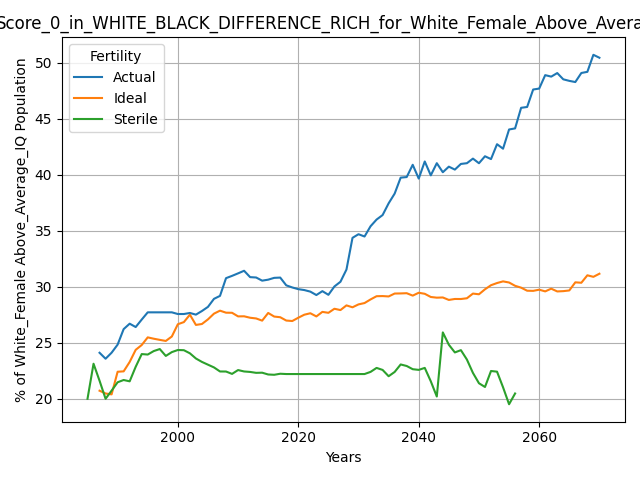 Score_0_in_WHITE_BLACK_DIFFERENCE_RICH_for_White_Female_Above_Avera
Fertility
Actual
Ideal
Sterile
% of White_Female Above_Average_IQ Population
50
45
40
35
30
25
20
2000
2020
2040
2060
Years